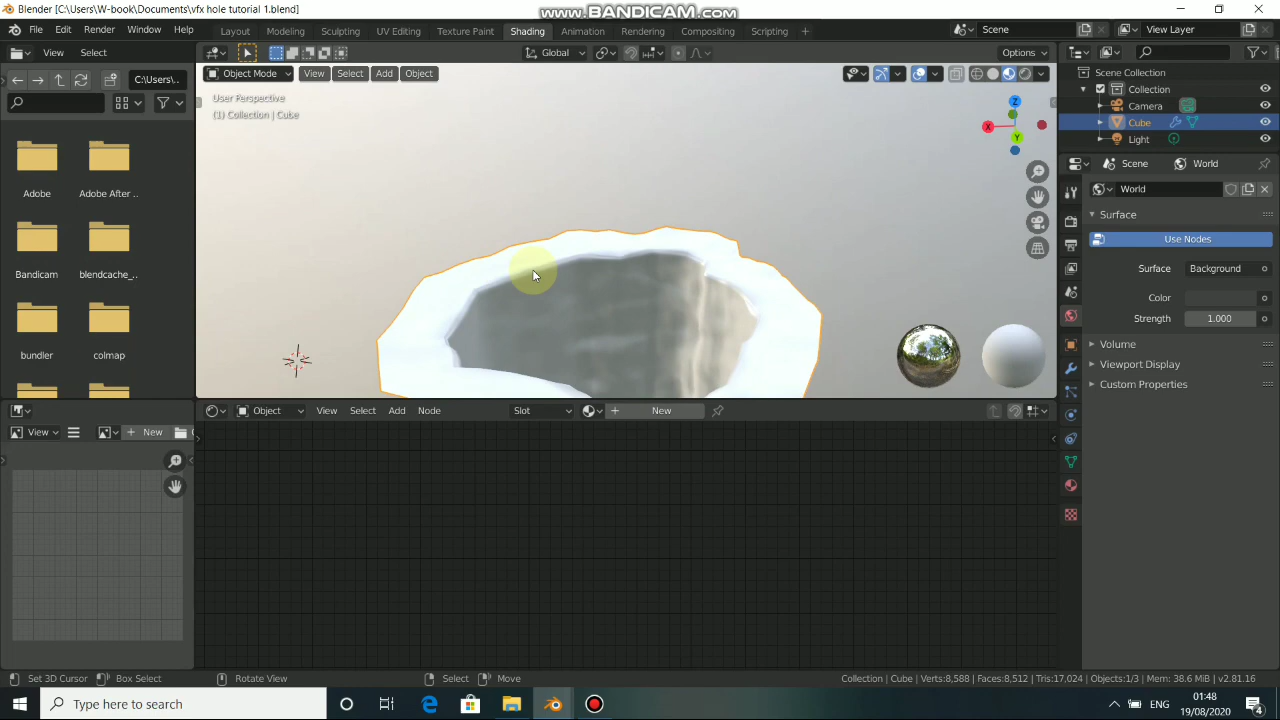 Blender [C:\Users\W-book\Documents\vfx hole tutorial 1.blend]
www.BANDICAM.com
File Edit Render Window Help
Layout Modeling Sculpting UV Editing Texture Paint Shading Animation Rendering Compositing Scripting +
Scene
View Layer
View Select
Global
Options
C:\Users\W..
Object Mode View Select Add Object
User Perspective
(1) Collection | Cube
Z
X
Y
Adobe
Adobe After ..
Bandicam
blendcache_..
bundler
colmap
Scene Collection
Collection
Camera
Cube
Light
Scene World
World
Surface
Use Nodes
Surface Background
Color
Strength 1.000
Volume
Viewport Display
Custom Properties
View New
Object View Select Add Node Slot New
Set 3D Cursor Box Select Rotate View Select Move
Collection | Cube | Verts:8,588 | Faces:8,512 | Tris:17,024 | Objects:1/3 | Mem: 38.6 MiB | v2.81.16
Type here to search
ENG
01:48
19/08/2020
4